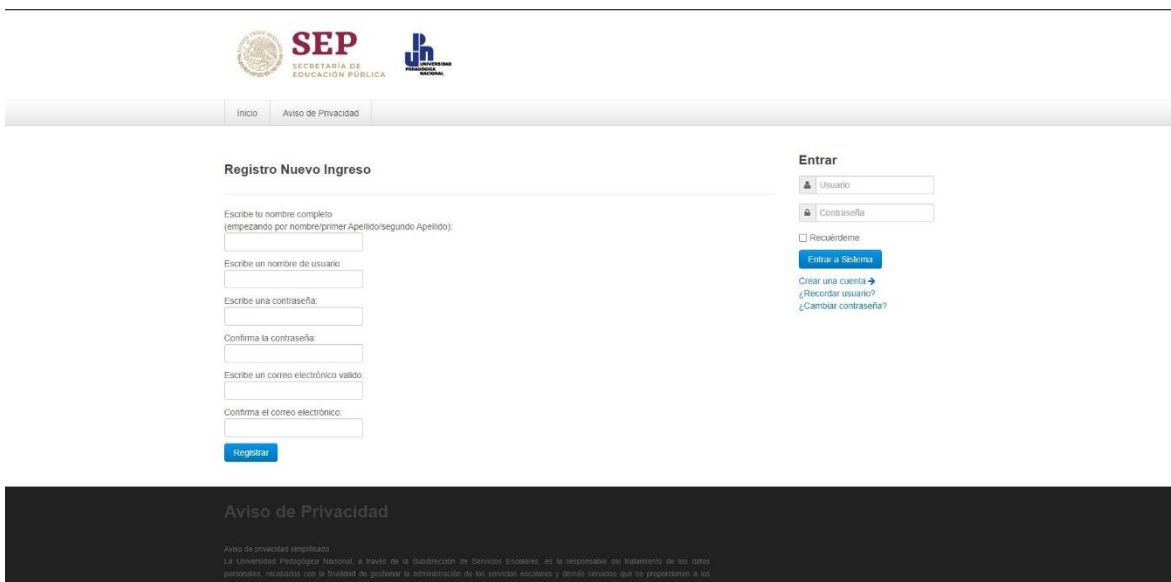 SEP
SECRETARÍA DE
EDUCACIÓN PÚBLICA
UNIVERSIDAD
PEDAGÓGICA
NACIONAL
Inicio
Aviso de Privacidad
Registro Nuevo Ingreso
Escribe tu nombre completo
(empezando por nombre/primer Apellido/segundo Apellido):
Escribe un nombre de usuario:
Escribe una contraseña:
Confirma la contraseña:
Escribe un correo electrónico valido:
Confirma el correo electrónico:
Registrar
Entrar
Usuario
Contraseña
Recuérdeme
Entrar a Sistema
Crear una cuenta
¿Recordar usuario?
¿Cambiar contraseña?
Aviso de Privacidad
Aviso de privacidad simplificado
La Universidad Pedagógica Nacional, a través de la Subdirección de Servicios Escolares, es la responsable del tratamiento de los datos
personales, recabados con la finalidad de gestionar la administración de los servicios escolares y demás servicios que se proporcionen a los